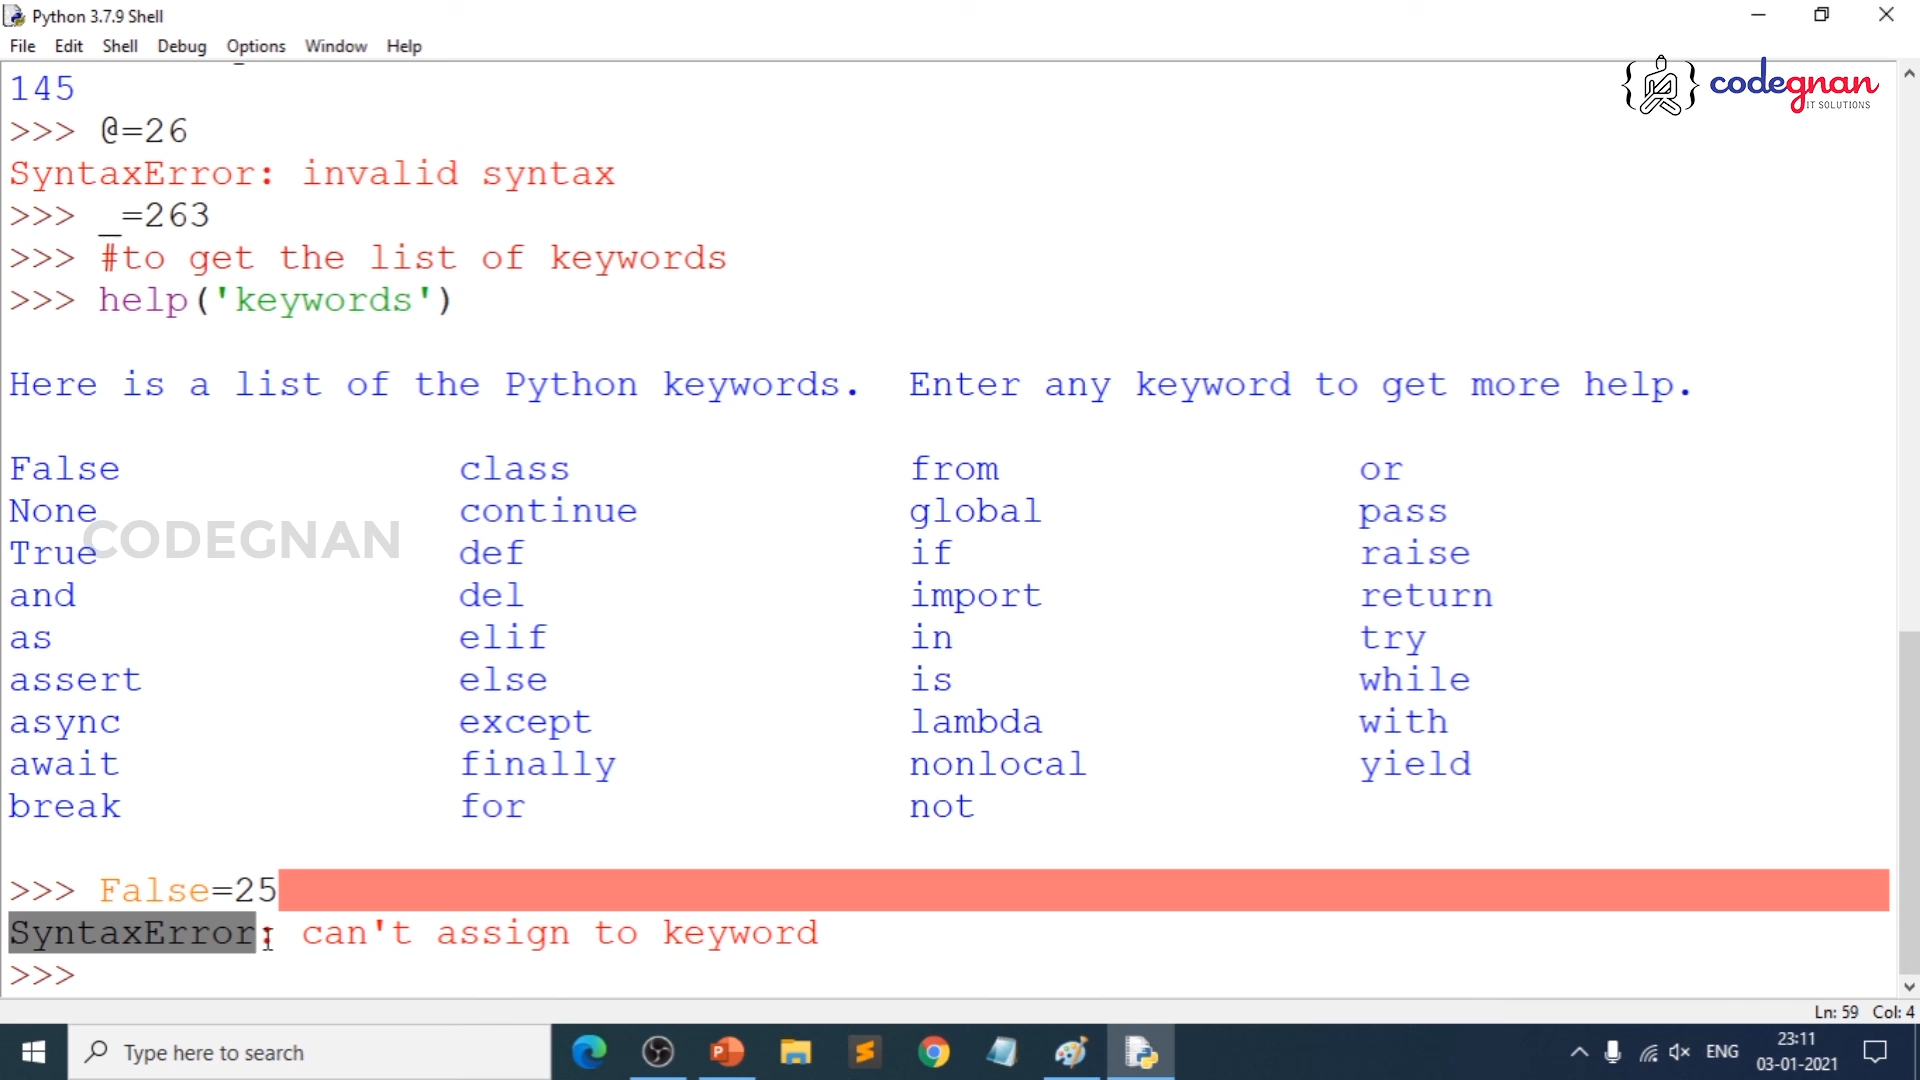 Python 3.7.9 Shell
File Edit Shell Debug Options Window Help
145
codegnan
IT SOLUTIONS
>>> @=26
SyntaxError: invalid syntax
>>> _=263
>>> #to get the list of keywords
>>> help('keywords')
Here is a list of the Python keywords.  Enter any keyword to get more help.
False class from or
None continue global pass
CODEGNAN
True def if raise
and del import return
as elif in try
assert else is while
async except lambda with
await finally nonlocal yield
break for not
>>> False=25
SyntaxError: can't assign to keyword
>>>
Ln: 59 Col: 4
Type here to search
ENG
23:11
03-01-2021